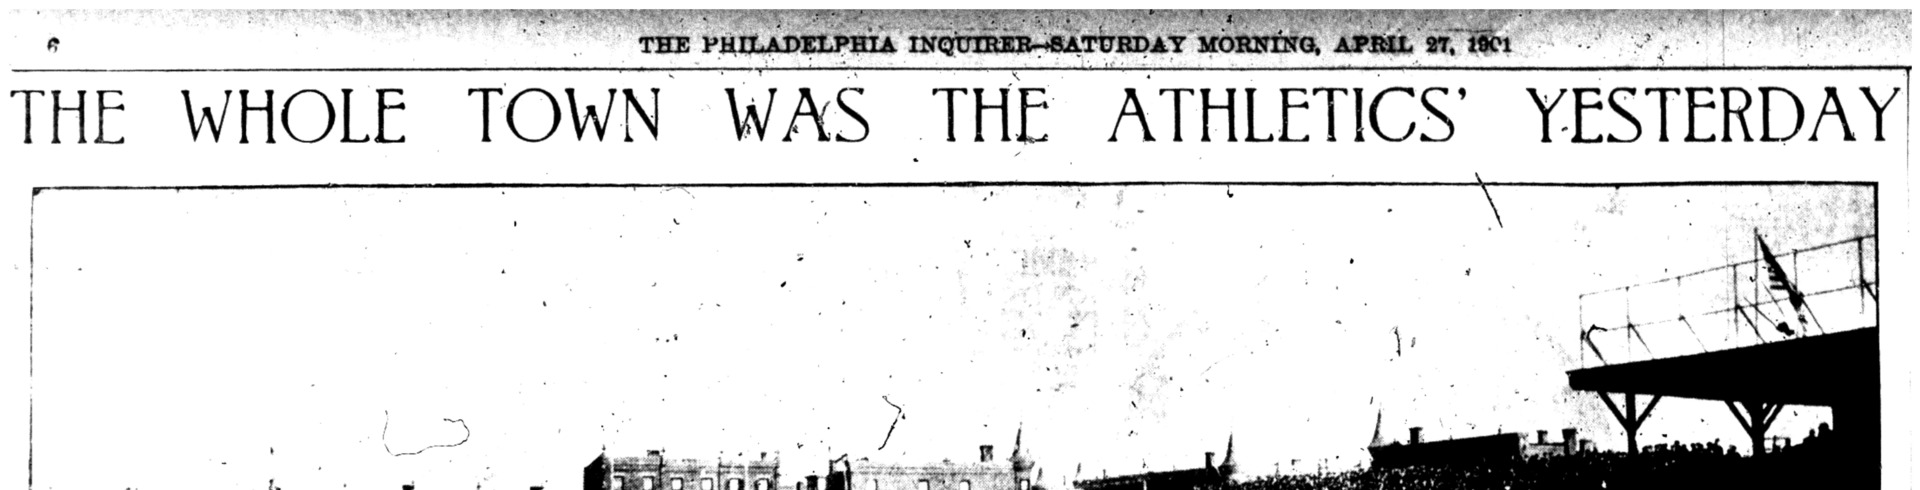 6
THE PHILADELPHIA INQUIRER—SATURDAY MORNING, APRIL 27, 1901
THE WHOLE TOWN WAS THE ATHLETICS' YESTERDAY